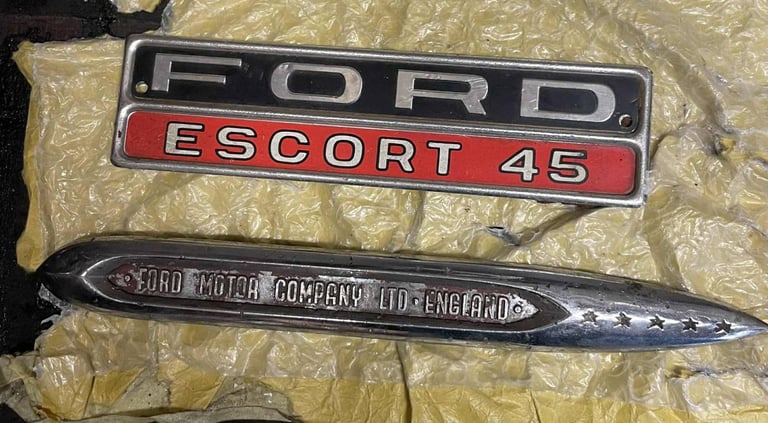 FORD
ESCORT 45
• FORD MOTOR COMPANY LTD • ENGLAND •